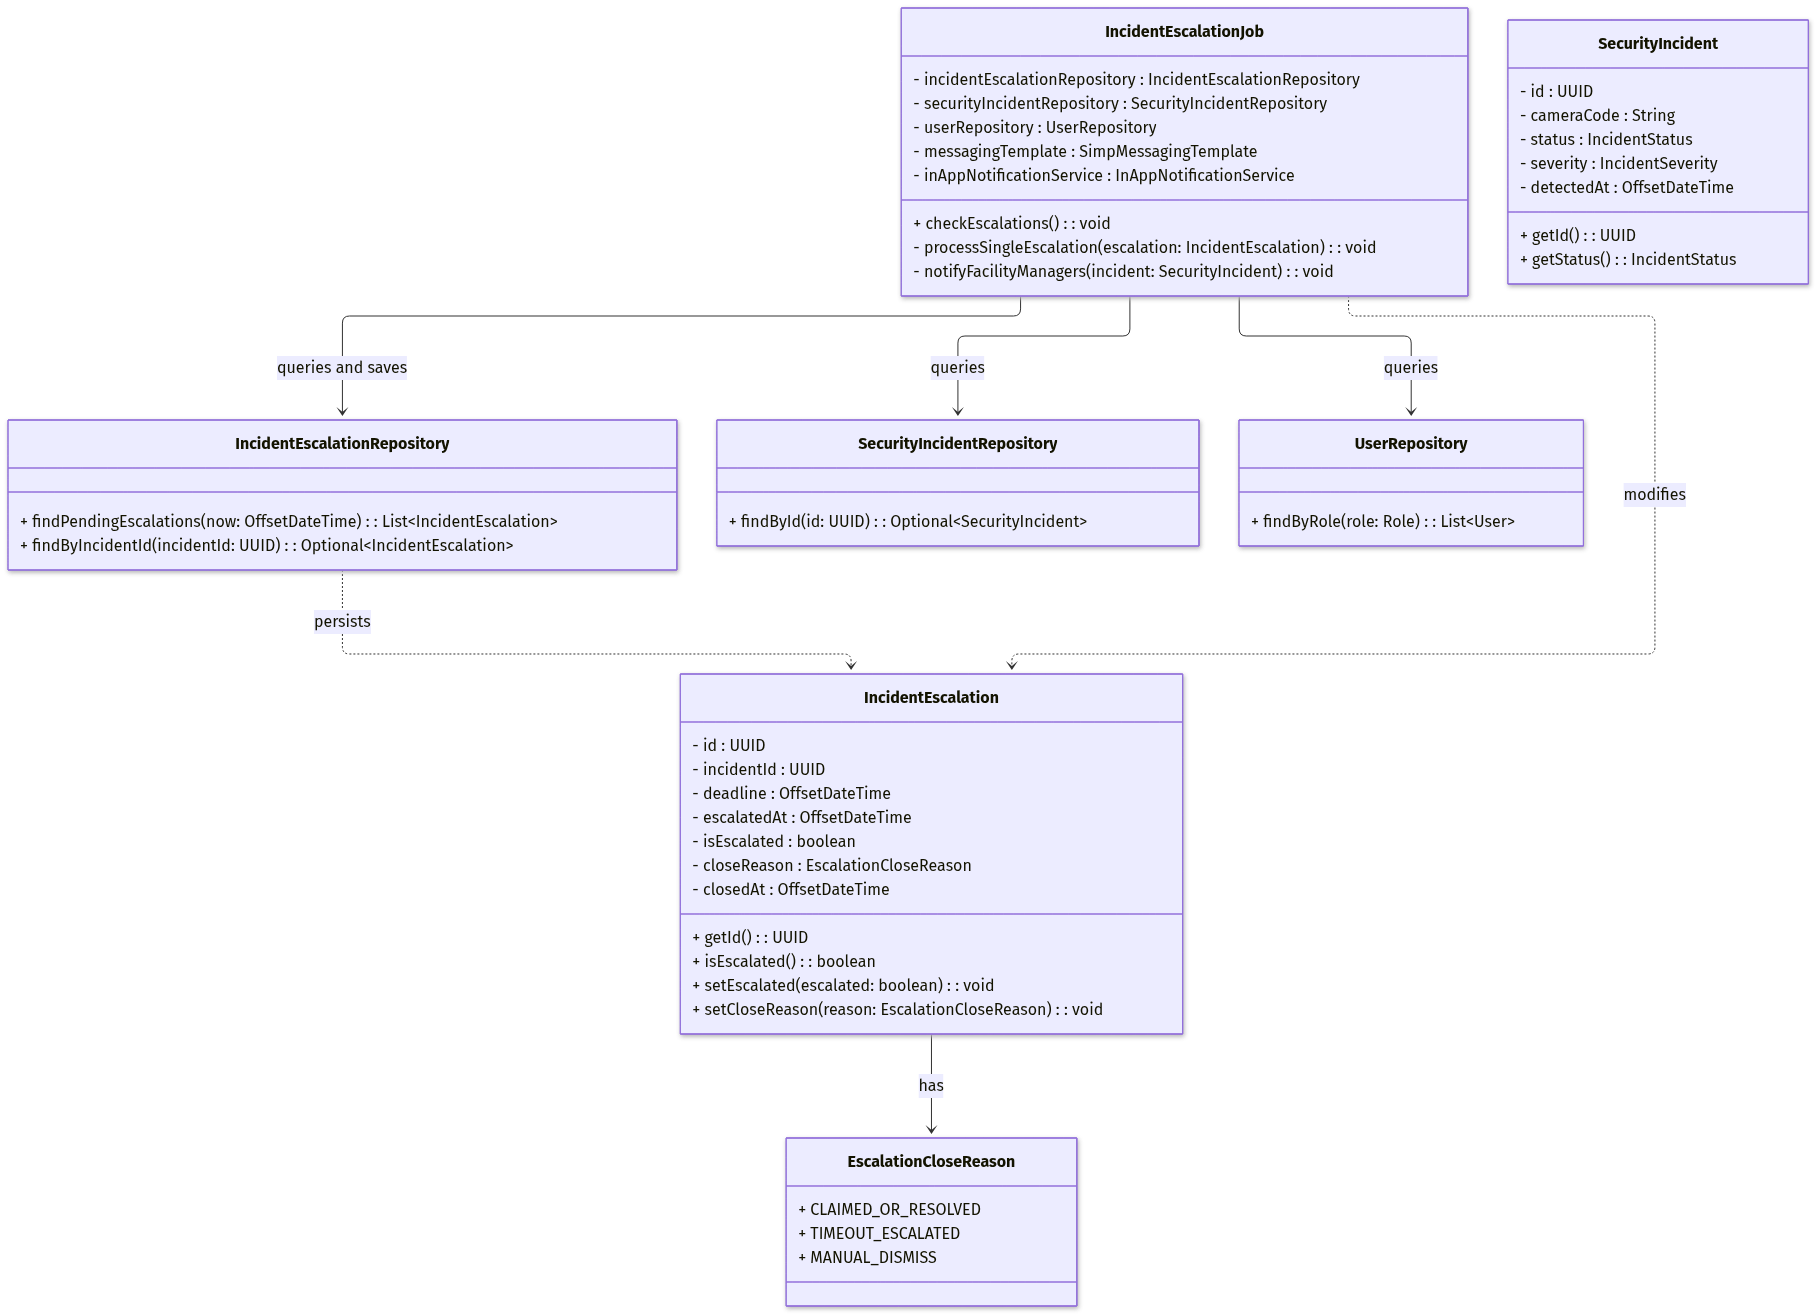 IncidentEscalationJob
- incidentEscalationRepository : IncidentEscalationRepository
- securityIncidentRepository : SecurityIncidentRepository
- userRepository : UserRepository
- messagingTemplate : SimpMessagingTemplate
- inAppNotificationService : InAppNotificationService
+ checkEscalations() : : void
- processSingleEscalation(escalation: IncidentEscalation) : : void
- notifyFacilityManagers(incident: SecurityIncident) : : void
SecurityIncident
- id : UUID
- cameraCode : String
- status : IncidentStatus
- severity : IncidentSeverity
- detectedAt : OffsetDateTime
+ getId() : : UUID
+ getStatus() : : IncidentStatus
queries and saves
queries
queries
modifies
IncidentEscalationRepository
+ findPendingEscalations(now: OffsetDateTime) : : List<IncidentEscalation>
+ findByIncidentId(incidentId: UUID) : : Optional<IncidentEscalation>
SecurityIncidentRepository
+ findById(id: UUID) : : Optional<SecurityIncident>
UserRepository
+ findByRole(role: Role) : : List<User>
persists
IncidentEscalation
- id : UUID
- incidentId : UUID
- deadline : OffsetDateTime
- escalatedAt : OffsetDateTime
- isEscalated : boolean
- closeReason : EscalationCloseReason
- closedAt : OffsetDateTime
+ getId() : : UUID
+ isEscalated() : : boolean
+ setEscalated(escalated: boolean) : : void
+ setCloseReason(reason: EscalationCloseReason) : : void
has
EscalationCloseReason
+ CLAIMED_OR_RESOLVED
+ TIMEOUT_ESCALATED
+ MANUAL_DISMISS